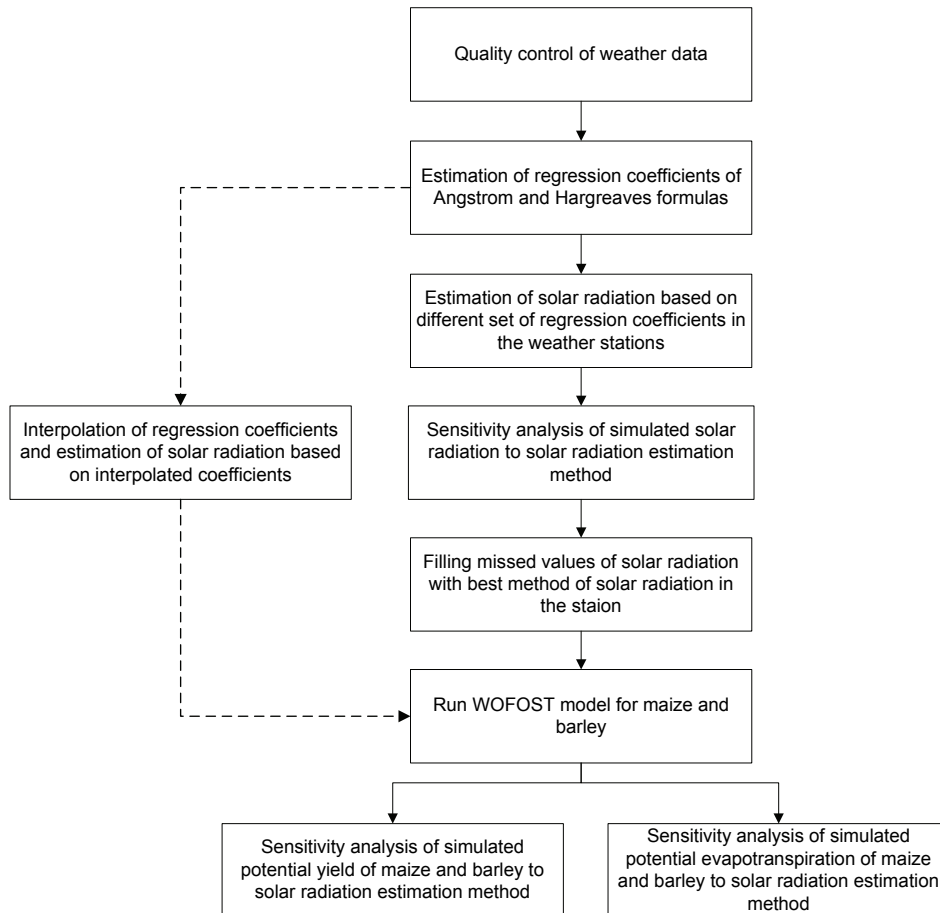 Quality control of weather data
Estimation of regression coefficients of
Angstrom and Hargreaves formulas
Estimation of solar radiation based on
different set of regression coefficients in
the weather stations
Interpolation of regression coefficients
and estimation of solar radiation based
on interpolated coefficients
Sensitivity analysis of simulated solar
radiation to solar radiation estimation
method
Filling missed values of solar radiation
with best method of solar radiation in
the staion
Run WOFOST model for maize and
barley
Sensitivity analysis of simulated
potential yield of maize and barley to
solar radiation estimation method
Sensitivity analysis of simulated
potential evapotranspiration of maize
and barley to solar radiation estimation
method